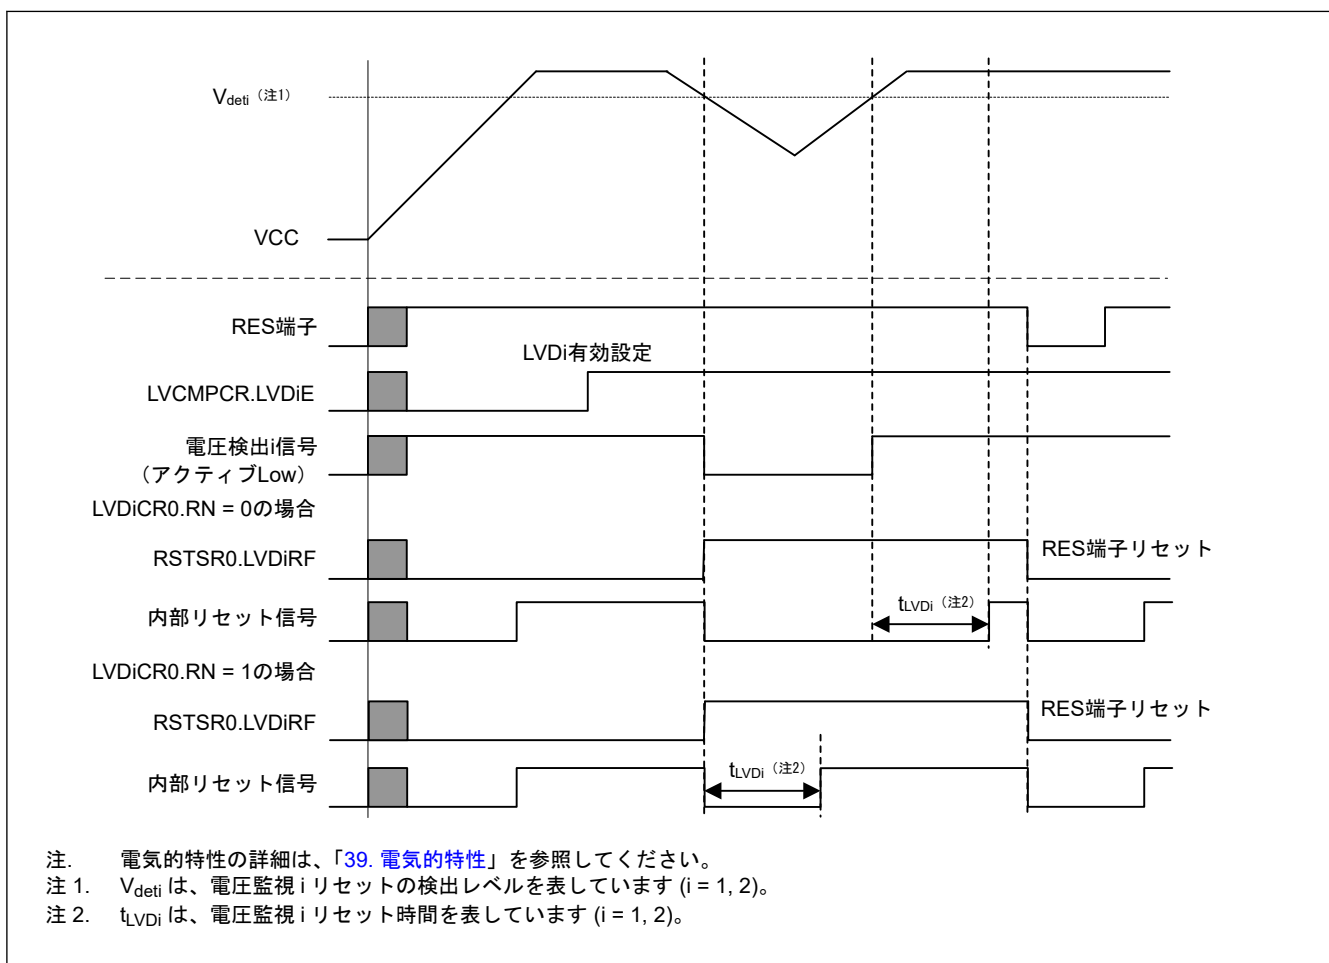 Vdeti（注1）
VCC
RES端子
LVDi有効設定
LVCMPCR.LVDiE
電圧検出i信号
（アクティブLow）
LVDiCR0.RN = 0の場合
RSTSR0.LVDiRF
RES端子リセット
内部リセット信号
tLVDi（注2）
LVDiCR0.RN = 1の場合
RSTSR0.LVDiRF
RES端子リセット
内部リセット信号
tLVDi（注2）
注. 電気的特性の詳細は、「39. 電気的特性」を参照してください。
注 1. Vdeti は、電圧監視 i リセットの検出レベルを表しています (i = 1, 2)。
注 2. tLVDi は、電圧監視 i リセット時間を表しています (i = 1, 2)。